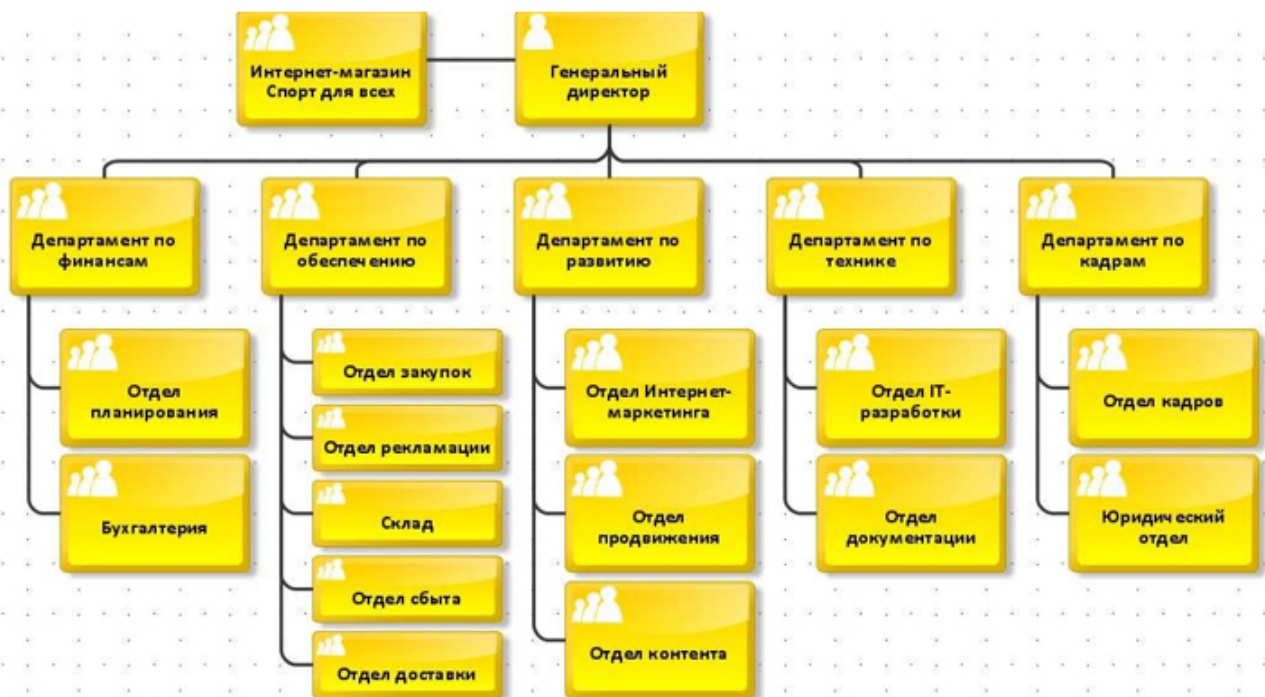 Интернет-магазин
Спорт для всех
Генеральный
директор
Департамент по
финансам
Департамент по
обеспечению
Департамент по
развитию
Департамент по
технике
Департамент по
кадрам
Отдел
планирования
Бухгалтерия
Отдел закупок
Отдел рекламации
Склад
Отдел сбыта
Отдел доставки
Отдел Интернет-
маркетинга
Отдел
продвижения
Отдел контента
Отдел IT-
разработки
Отдел
документации
Отдел кадров
Юридический
отдел